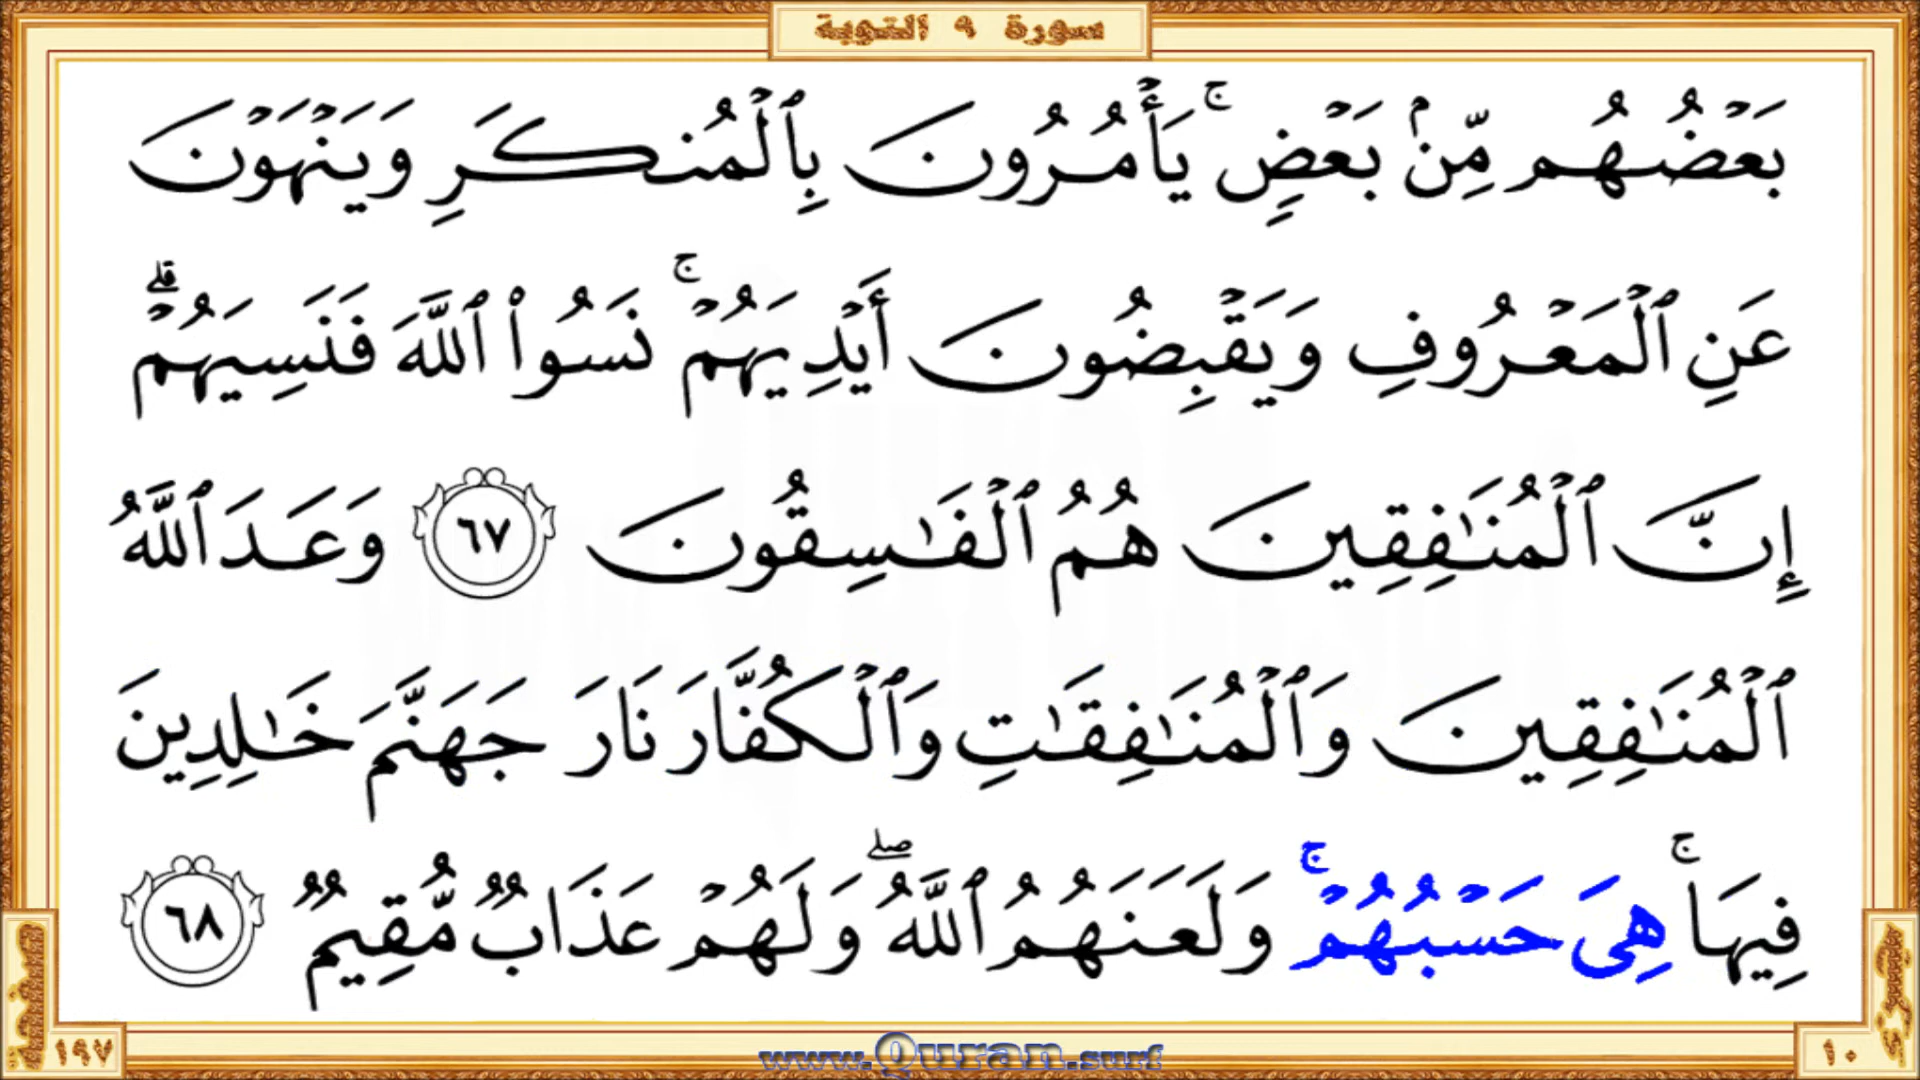 سورة ٩ التوبة
بَعْضُهُم مِّنۢ بَعْضٍۚ يَأْمُرُونَ بِٱلْمُنكَرِ وَيَنْهَوْنَ
عَنِ ٱلْمَعْرُوفِ وَيَقْبِضُونَ أَيْدِيَهُمْۚ نَسُوا۟ ٱللَّهَ فَنَسِيَهُمْۗ
إِنَّ ٱلْمُنَٰفِقِينَ هُمُ ٱلْفَٰسِقُونَ ٦٧ وَعَدَ ٱللَّهُ
ٱلْمُنَٰفِقِينَ وَٱلْمُنَٰفِقَٰتِ وَٱلْكُفَّارَ نَارَ جَهَنَّمَ خَٰلِدِينَ
فِيهَاۚ هِىَ حَسْبُهُمْۚ وَلَعَنَهُمُ ٱللَّهُۖ وَلَهُمْ عَذَابٌ مُّقِيمٌ ٦٨
صفحة ١٩٧
www.Quran.surf
١٠